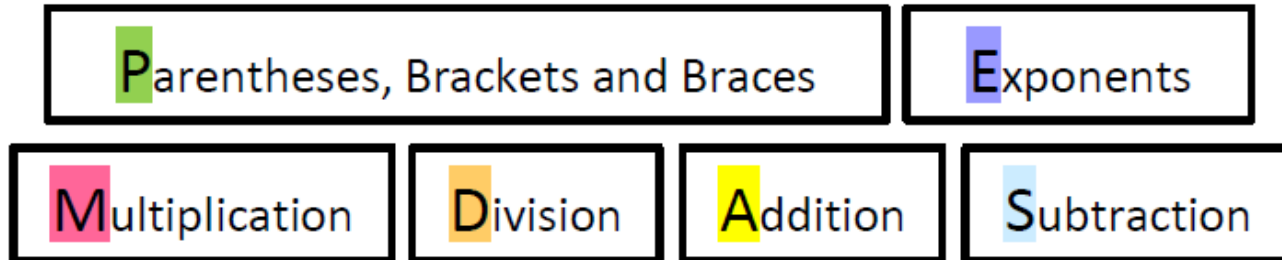 Parentheses, Brackets and Braces
Exponents
Multiplication
Division
Addition
Subtraction